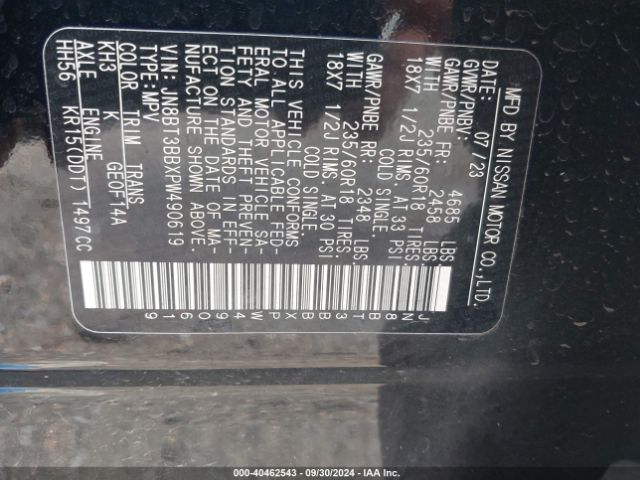 MFD BY NISSAN MOTOR CO.,LTD.
DATE: 07/23
GVWR/PNBV: 4685 LBS.
GAWR/PNBE FR: 2458 LBS.
WITH 235/60R18 TIRES
18X7 1/2J RIMS. AT 33 PSI
COLD SINGLE.
GAWR/PNBE RR: 2348 LBS.
WITH 235/60R18 TIRES
18X7 1/2J RIMS. AT 30 PSI
COLD SINGLE.
THIS VEHICLE CONFORMS
TO ALL APPLICABLE FED-
ERAL MOTOR VEHICLE SA-
FETY AND THEFT PREVEN-
TION STANDARDS IN EFF-
ECT ON THE DATE OF MA-
NUFACTURE SHOWN ABOVE.
VIN: JN8BT3BBXPW490619
TYPE:MPV
COLOR TRIM TRANS.
KH3 K GE0F14A
AXLE ENGINE
HH56 KR15(DDT) 1497CC
JN8BT3BBXPW490619
000-40462543 - 09/30/2024 - IAA Inc.